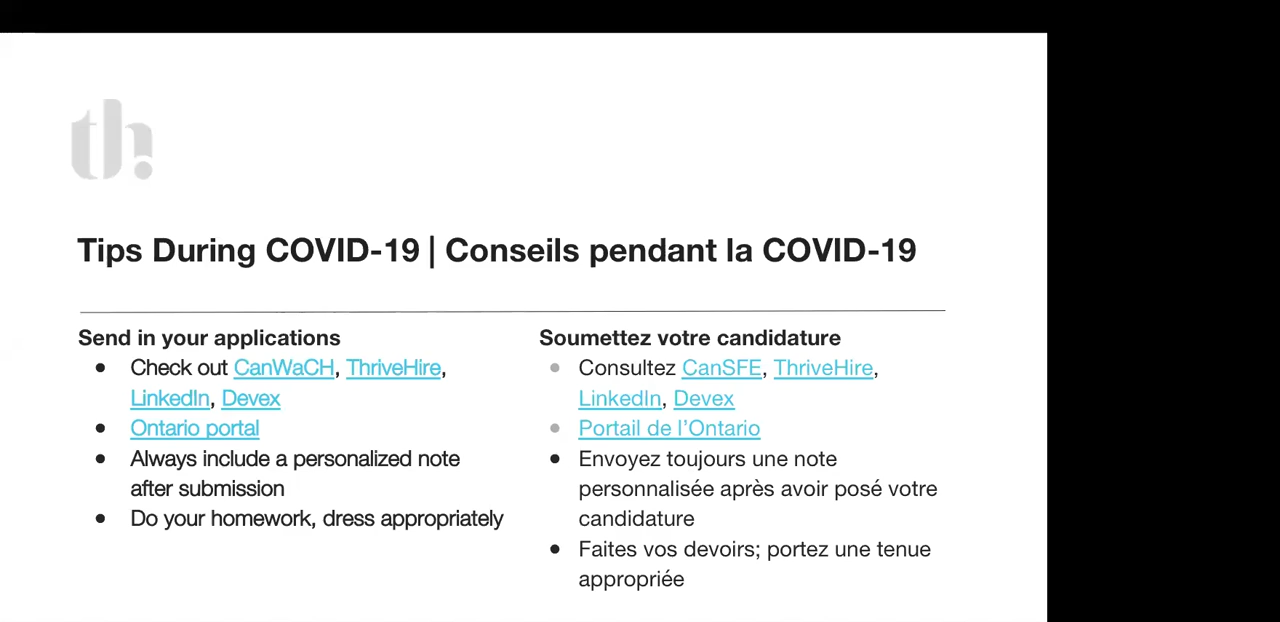 th.
Tips During COVID-19 | Conseils pendant la COVID-19
Send in your applications
• Check out CanWaCH, ThriveHire,
LinkedIn, Devex
• Ontario portal
• Always include a personalized note
after submission
• Do your homework, dress appropriately
Soumettez votre candidature
• Consultez CanSFE, ThriveHire,
LinkedIn, Devex
• Portail de l’Ontario
• Envoyez toujours une note
personnalisée après avoir posé votre
candidature
• Faites vos devoirs; portez une tenue
appropriée